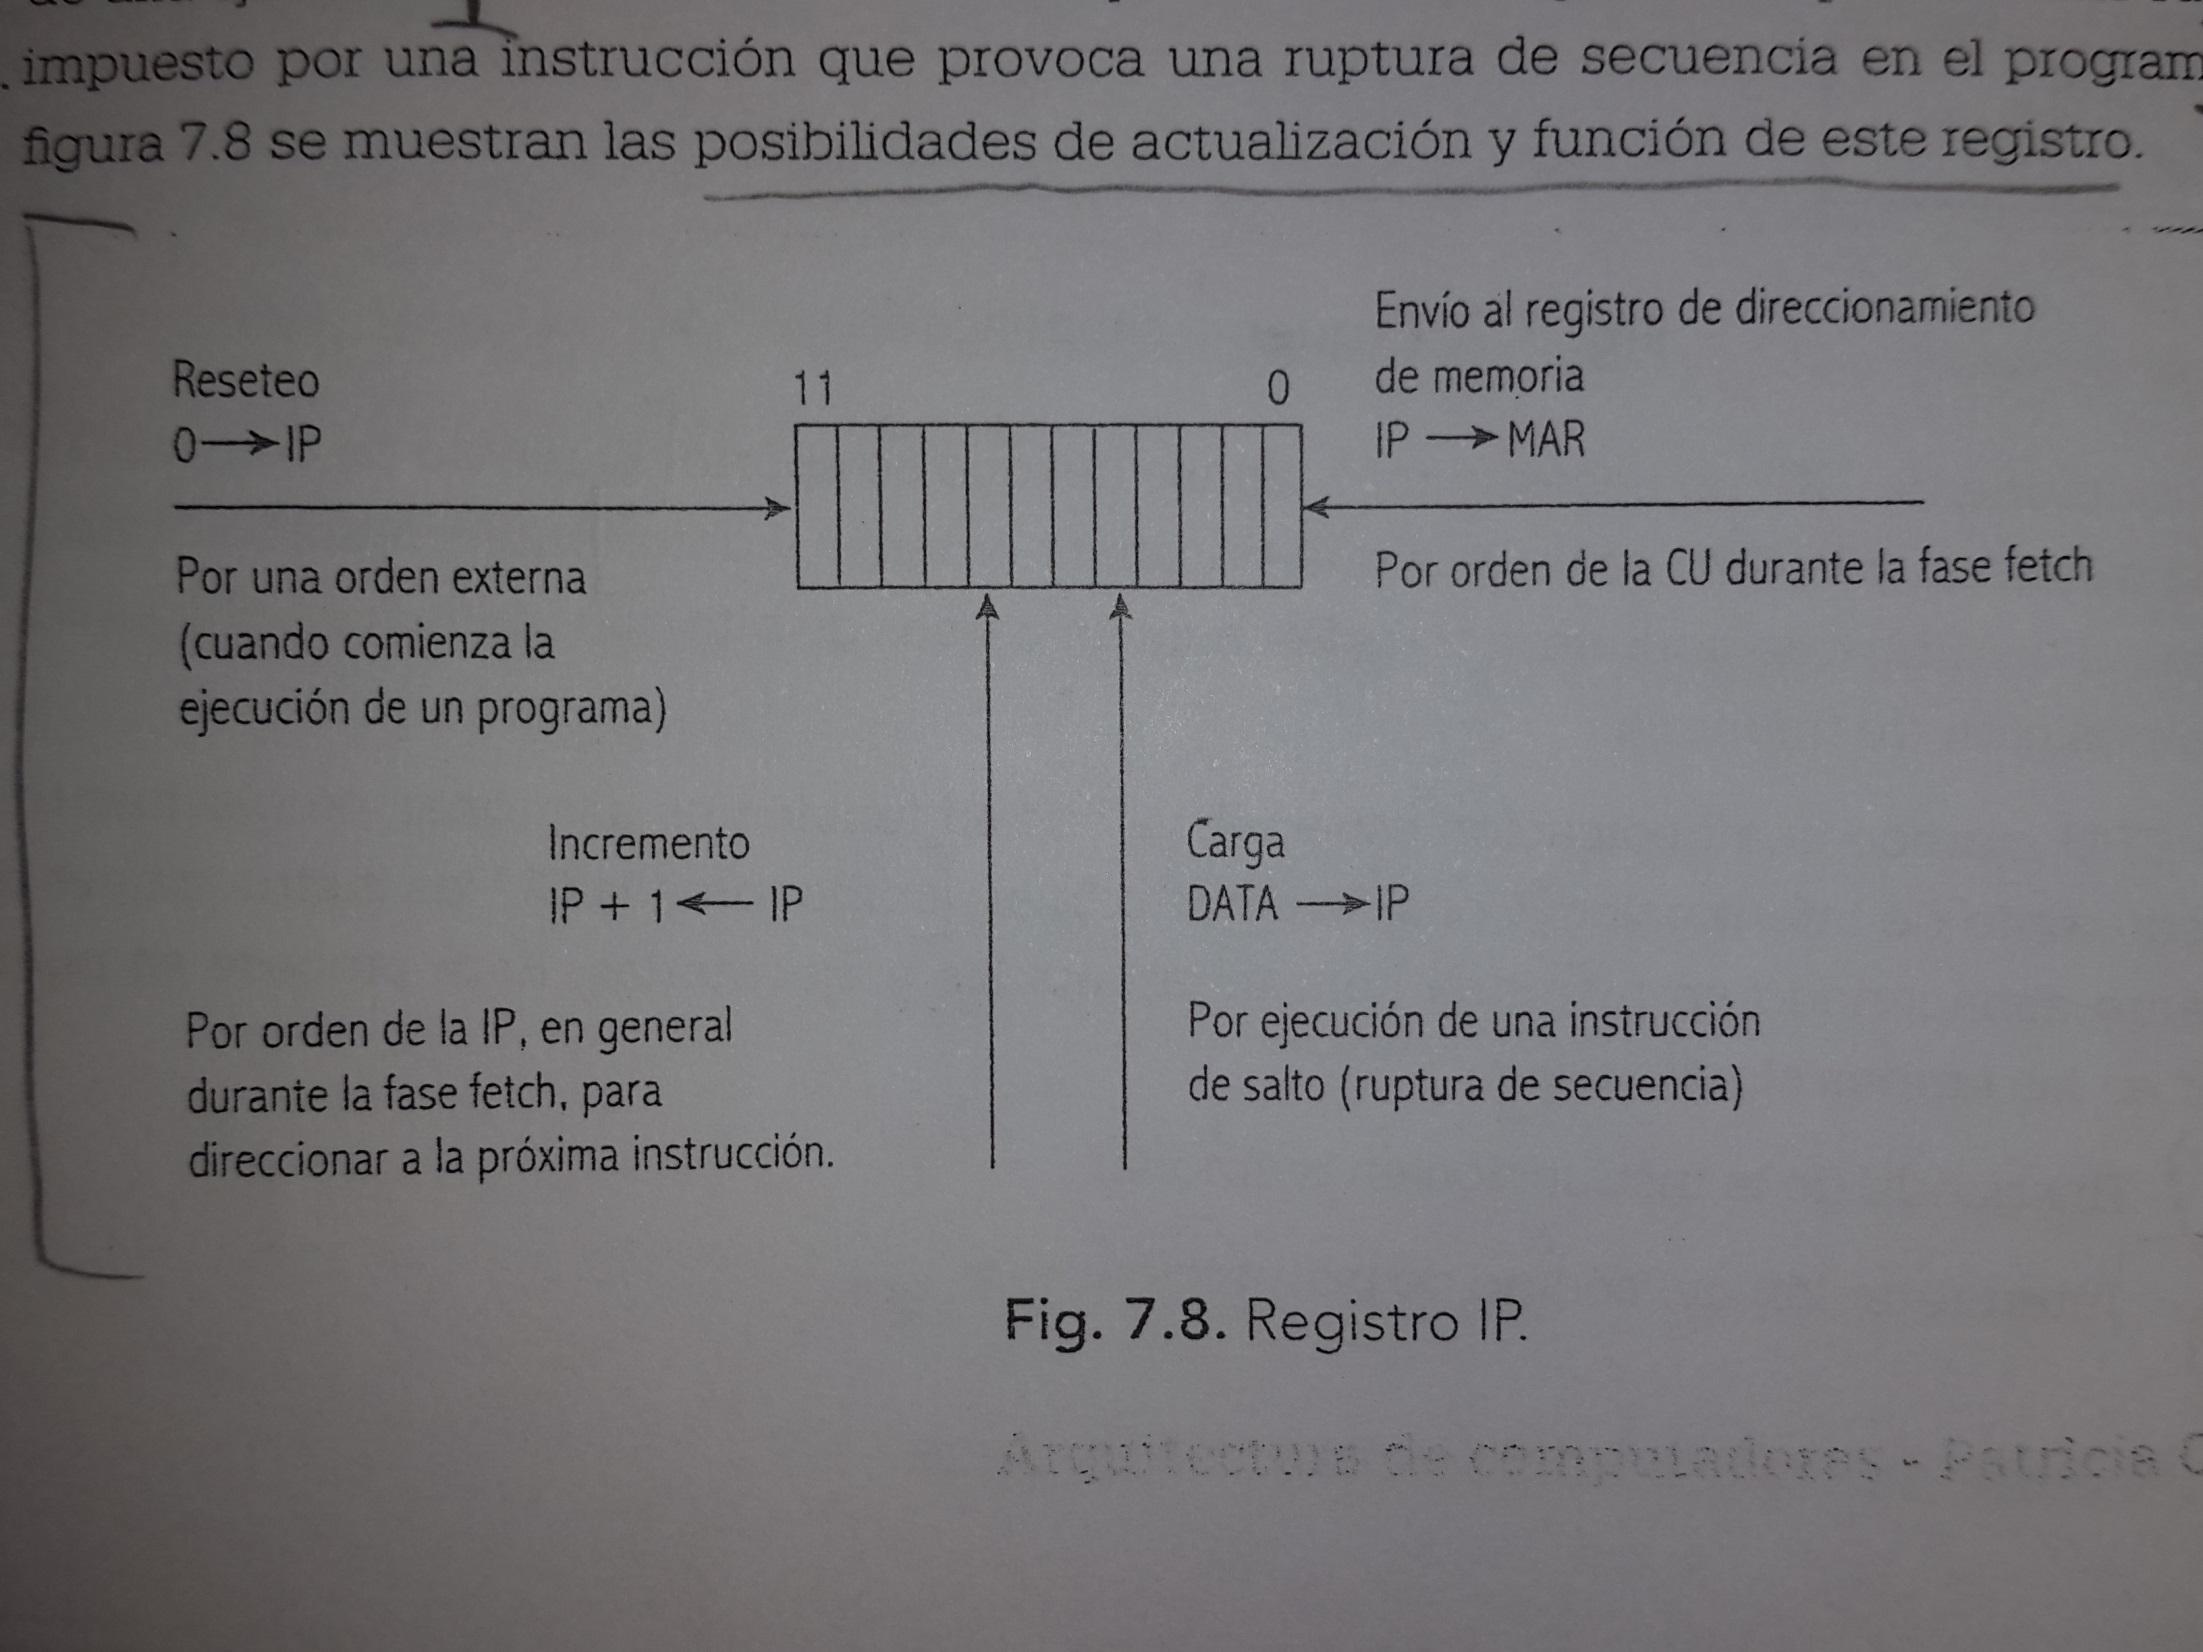 impuesto por una instrucción que provoca una ruptura de secuencia en el program
figura 7.8 se muestran las posibilidades de actualización y función de este registro.
Reseteo
0 → IP
Por una orden externa
(cuando comienza la
ejecución de un programa)
11 0
Envío al registro de direccionamiento
de memoria
IP → MAR
Por orden de la CU durante la fase fetch
Incremento
IP + 1 ← IP
Por orden de la IP, en general
durante la fase fetch, para
direccionar a la próxima instrucción.
Carga
DATA → IP
Por ejecución de una instrucción
de salto (ruptura de secuencia)
Fig. 7.8. Registro IP.
Arquitectura de computadores - Patricia